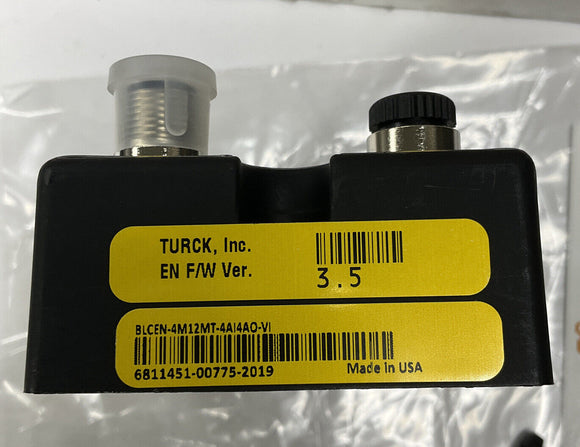 TURCK, Inc.
EN F/W Ver. 3.5
BLCEN-4M12MT-4AI4AO-VI
6811451-00775-2019 Made in USA